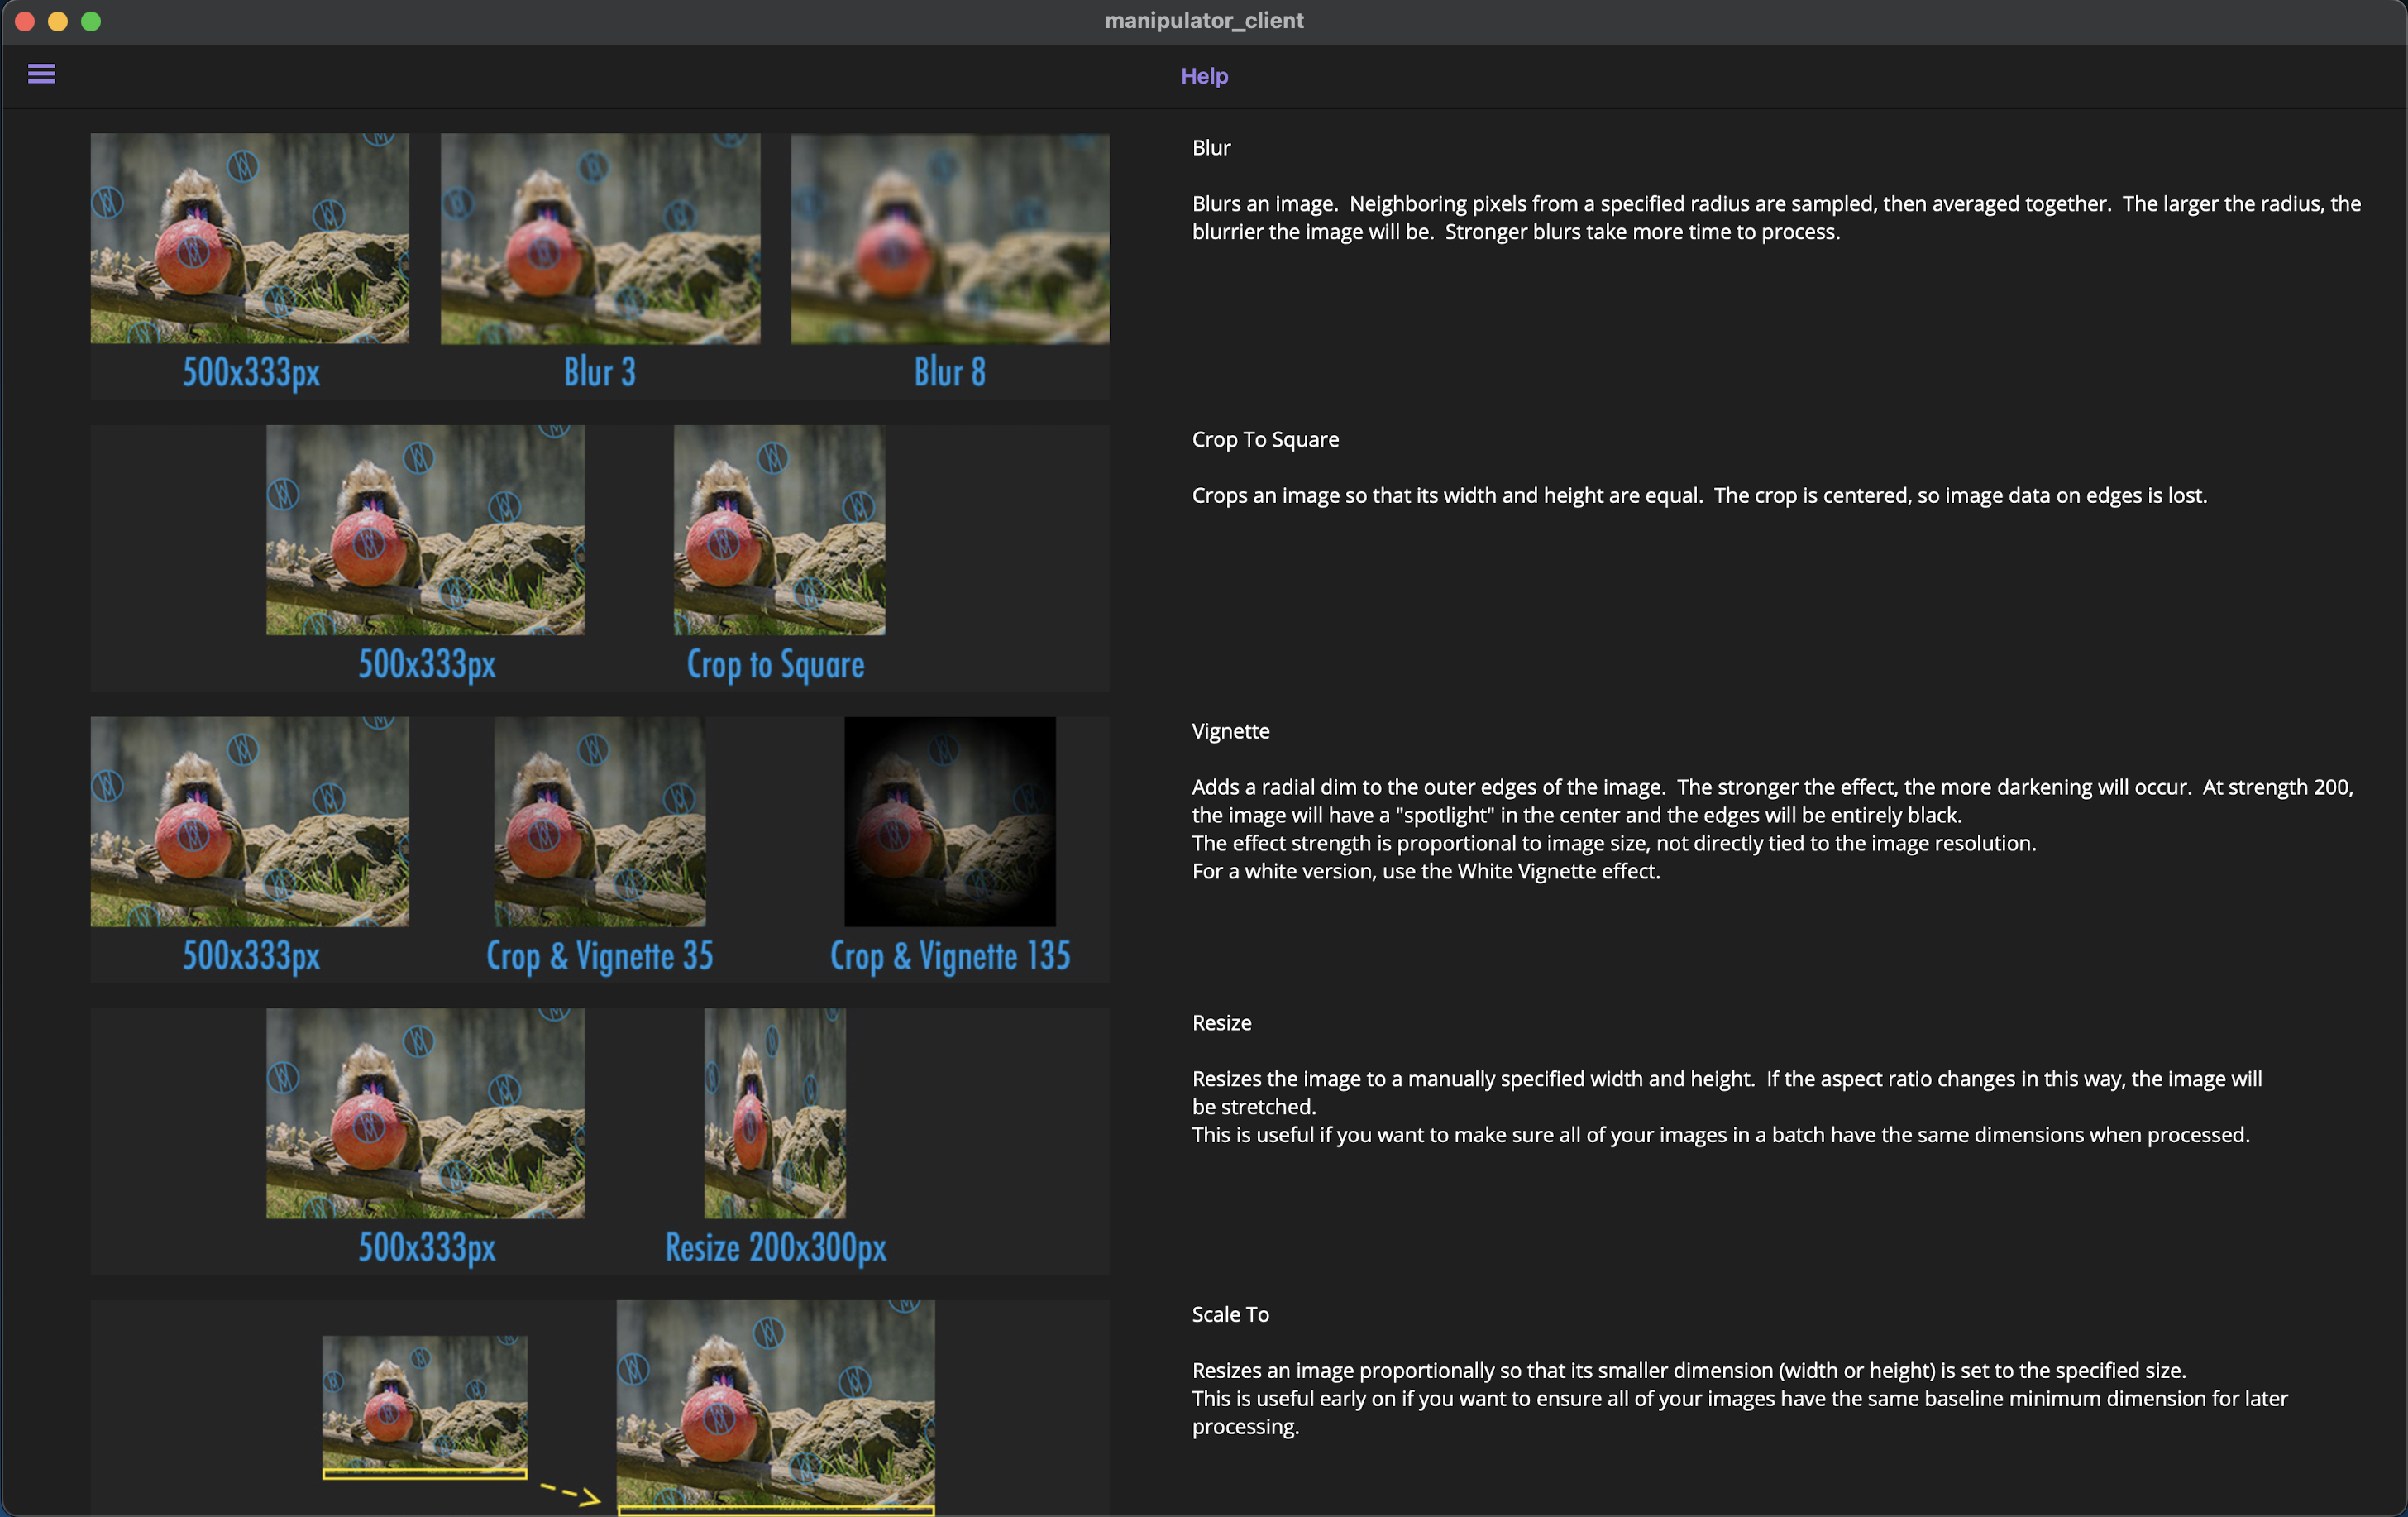 manipulator_client
Help
500x333px
Blur 3
Blur 8
Blur
Blurs an image.  Neighboring pixels from a specified radius are sampled, then averaged together.  The larger the radius, the
blurrier the image will be.  Stronger blurs take more time to process.
500x333px
Crop to Square
Crop To Square
Crops an image so that its width and height are equal.  The crop is centered, so image data on edges is lost.
500x333px
Crop & Vignette 35
Crop & Vignette 135
Vignette
Adds a radial dim to the outer edges of the image.  The stronger the effect, the more darkening will occur.  At strength 200,
the image will have a "spotlight" in the center and the edges will be entirely black.
The effect strength is proportional to image size, not directly tied to the image resolution.
For a white version, use the White Vignette effect.
500x333px
Resize 200x300px
Resize
Resizes the image to a manually specified width and height.  If the aspect ratio changes in this way, the image will
be stretched.
This is useful if you want to make sure all of your images in a batch have the same dimensions when processed.
Scale To
Resizes an image proportionally so that its smaller dimension (width or height) is set to the specified size.
This is useful early on if you want to ensure all of your images have the same baseline minimum dimension for later
processing.